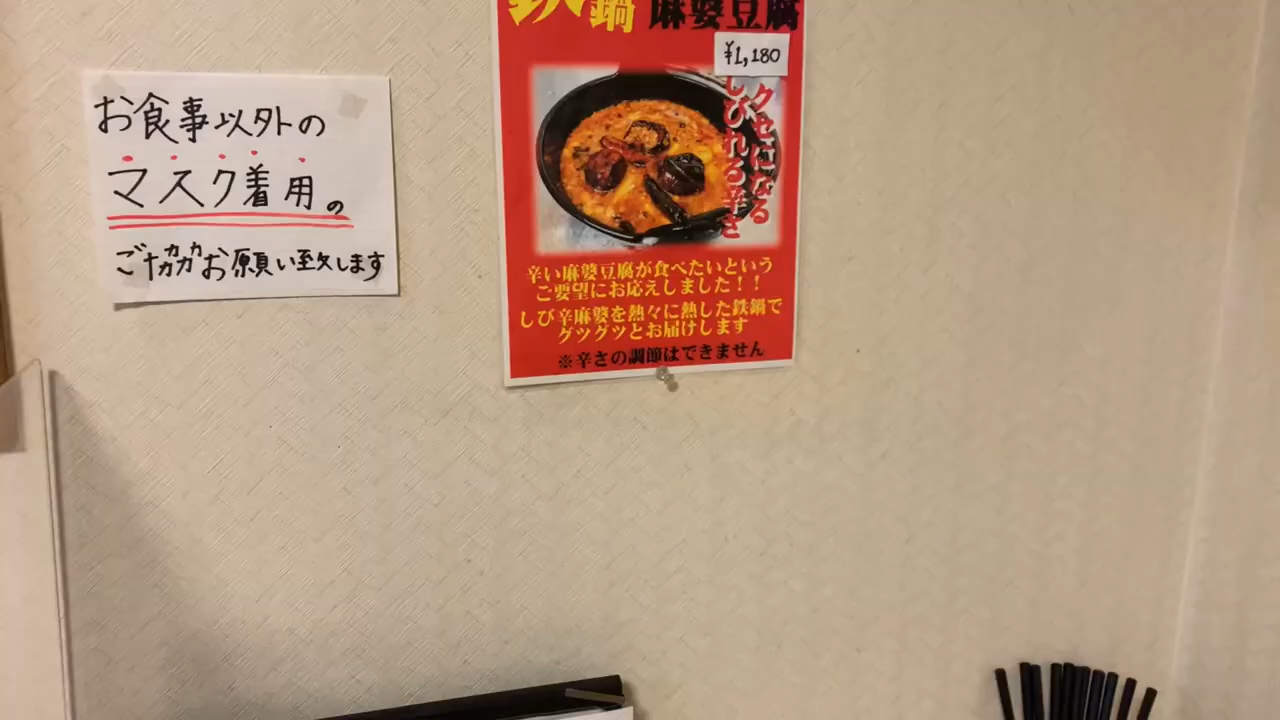 お食事以外の
マスク着用の
ご協力お願い致します
鉄鍋 麻婆豆腐
¥1,180
クセになる
しびれる辛さ
辛い麻婆豆腐が食べたいという
ご要望にお応えしました！！
しび辛麻婆を熱々に熱した鉄鍋で
グツグツとお届けします
※辛さの調節はできません